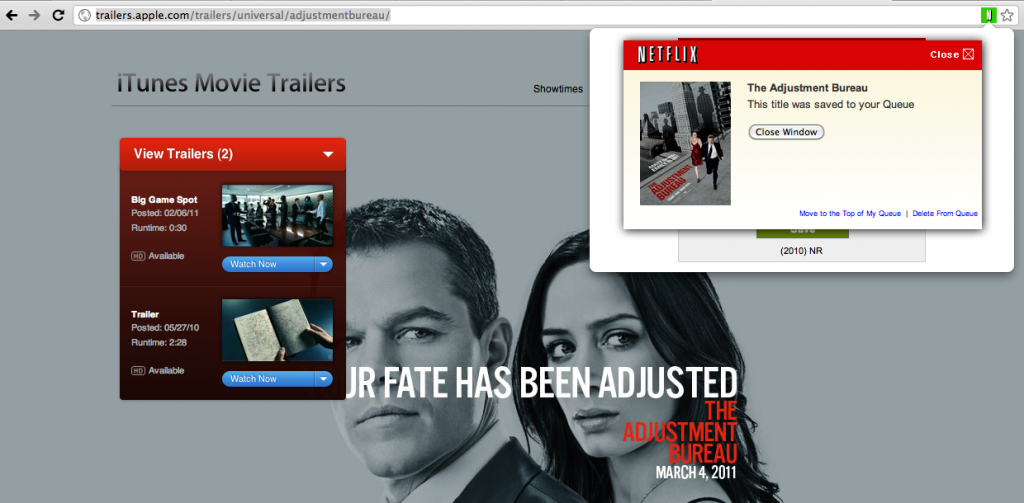 trailers.apple.com/trailers/universal/adjustmentbureau/
iTunes Movie Trailers
Showtimes
View Trailers (2)
Big Game Spot
Posted: 02/06/11
Runtime: 0:30
HD Available
Watch Now
Trailer
Posted: 05/27/10
Runtime: 2:28
HD Available
Watch Now
NETFLIX
Close
The Adjustment Bureau
This title was saved to your Queue
Close Window
THE
ADJUSTMENT
BUREAU
Move to the Top of My Queue | Delete From Queue
Save
(2010) NR
UR FATE HAS BEEN ADJUSTED
THE
ADJUSTMENT
BUREAU
MARCH 4, 2011